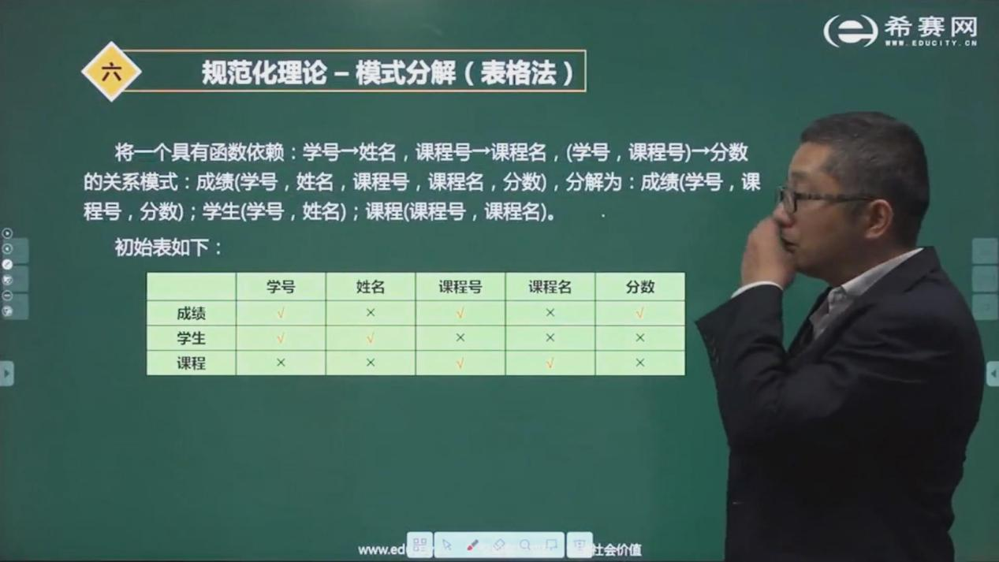 希赛网
WWW.EDUCITY.CN
六
规范化理论 – 模式分解（表格法）
将一个具有函数依赖：学号→姓名，课程号→课程名，(学号，课程号)→分数
的关系模式：成绩(学号，姓名，课程号，课程名，分数)，分解为：成绩(学号，课
程号，分数)；学生(学号，姓名)；课程(课程号，课程名)。
初始表如下：
学号 姓名 课程号 课程名 分数
成绩 √ × √ × √
学生 √ √ × × ×
课程 × × √ √ ×
www.edu
社会价值